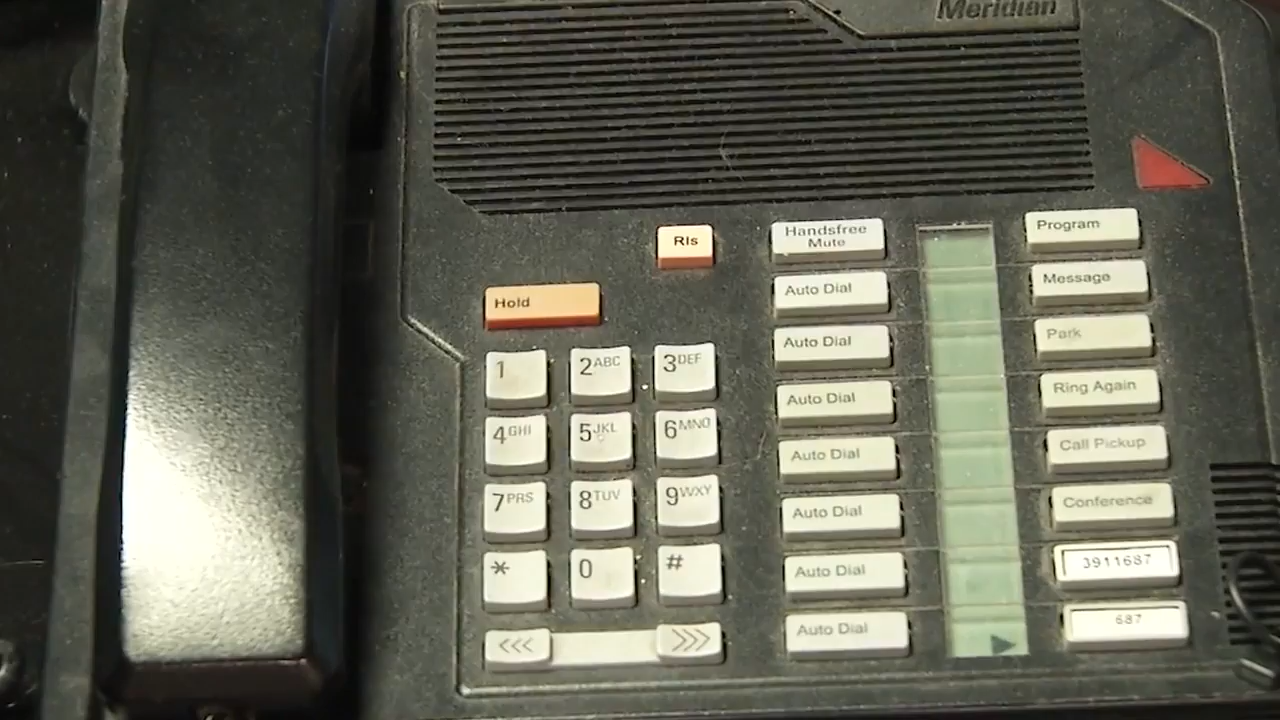 Meridian
Rls
Hold
1
2ABC
3DEF
4GHI
5JKL
6MNO
7PRS
8TUV
9WXY
*
0
#
<<<
>>>
Handsfree
Mute
Auto Dial
Auto Dial
Auto Dial
Auto Dial
Auto Dial
Auto Dial
Auto Dial
Program
Message
Park
Ring Again
Call Pickup
Conference
3911687
687